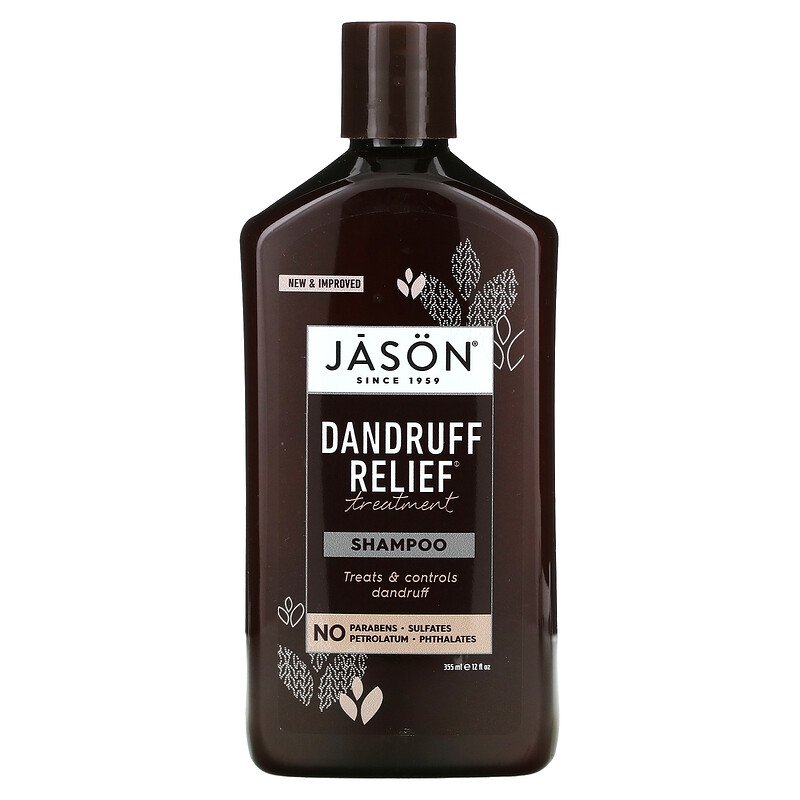 NEW & IMPROVED
JĀSÖN®
SINCE 1959
DANDRUFF
RELIEF®
treatment
SHAMPOO
Treats & controls
dandruff
NO PARABENS • SULFATES
PETROLATUM • PHTHALATES
355 ml ℮ 12 fl oz